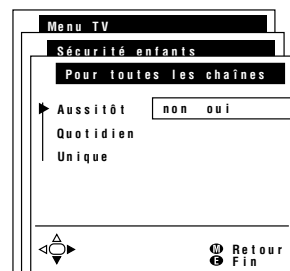 Menu TV
Sécurité enfants
Pour toutes les chaînes
Aussitôt non oui
Quotidien
Unique
M Retour
E Fin